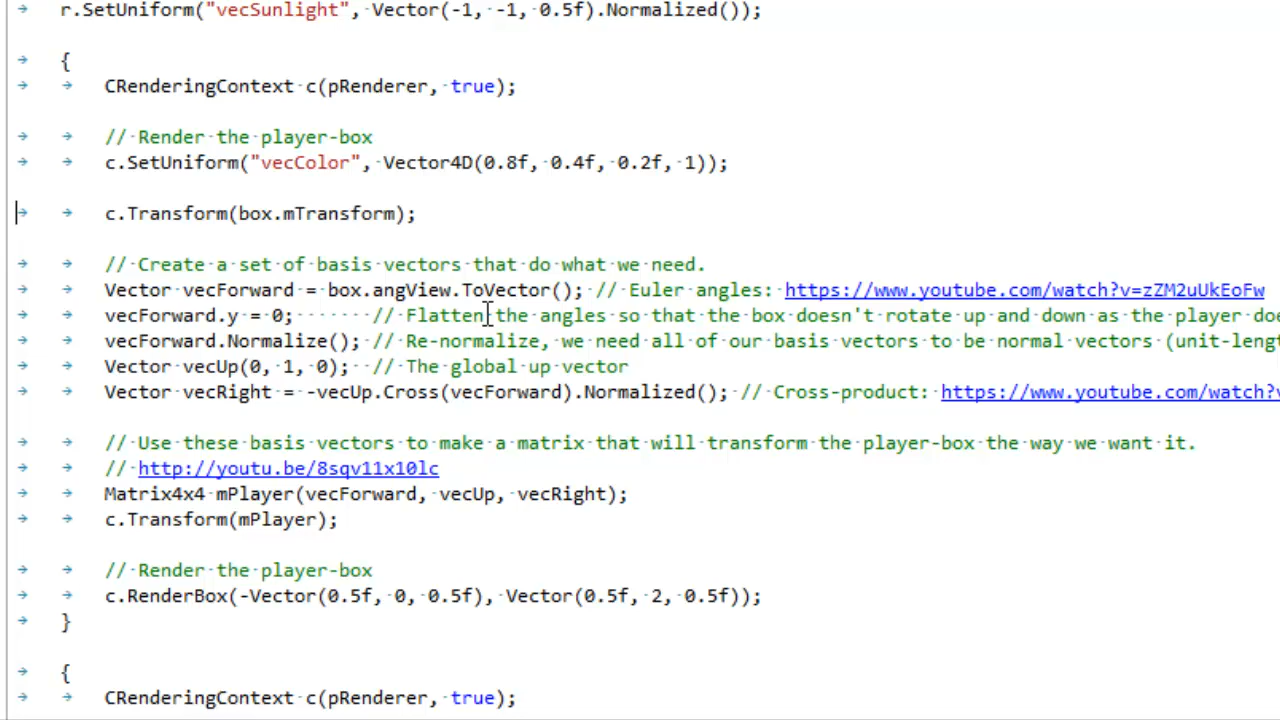 r.SetUniform("vecSunlight", Vector(-1, -1, 0.5f).Normalized());
{
CRenderingContext c(pRenderer, true);
// Render the player-box
c.SetUniform("vecColor", Vector4D(0.8f, 0.4f, 0.2f, 1));
c.Transform(box.mTransform);
// Create a set of basis vectors that do what we need.
Vector vecForward = box.angView.ToVector(); // Euler angles: https://www.youtube.com/watch?v=zZM2uUkEoFw
vecForward.y = 0;       // Flatten the angles so that the box doesn't rotate up and down as the player doe
vecForward.Normalize(); // Re-normalize, we need all of our basis vectors to be normal vectors (unit-lengt
Vector vecUp(0, 1, 0);  // The global up vector
Vector vecRight = -vecUp.Cross(vecForward).Normalized(); // Cross-product: https://www.youtube.com/watch?v
// Use these basis vectors to make a matrix that will transform the player-box the way we want it.
// http://youtu.be/8sqv11x10lc
Matrix4x4 mPlayer(vecForward, vecUp, vecRight);
c.Transform(mPlayer);
// Render the player-box
c.RenderBox(-Vector(0.5f, 0, 0.5f), Vector(0.5f, 2, 0.5f));
}
{
CRenderingContext c(pRenderer, true);